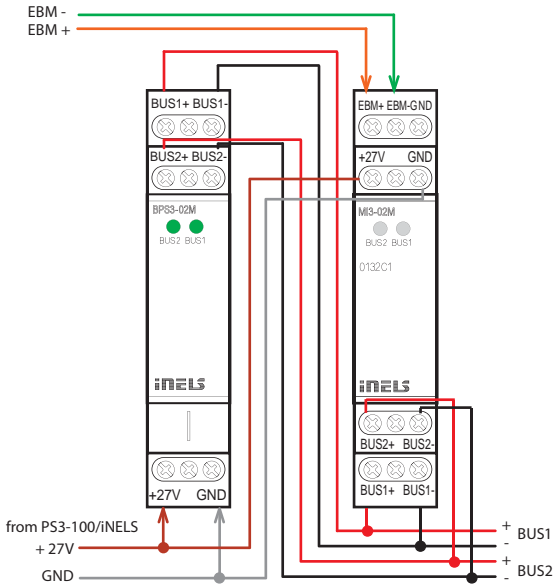 EBM -
EBM +
BUS1+ BUS1-
BUS2+ BUS2-
BPS3-02M
BUS2 BUS1
iNELS
+27V GND
EBM+ EBM- GND
+27V GND
MI3-02M
BUS2 BUS1
0132C1
iNELS
BUS2+ BUS2-
BUS1+ BUS1-
from PS3-100/iNELS
+ 27V
GND
+
- BUS1
+
- BUS2